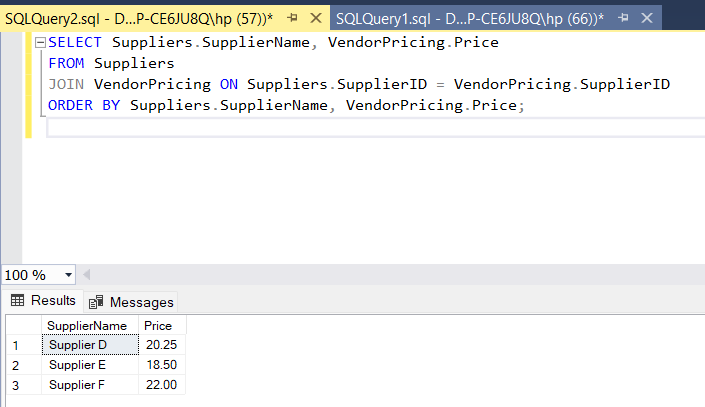 SQLQuery2.sql - D...P-CE6JU8Q\hp (57))* SQLQuery1.sql - D...P-CE6JU8Q\hp (66))*
SELECT Suppliers.SupplierName, VendorPricing.Price
FROM Suppliers
JOIN VendorPricing ON Suppliers.SupplierID = VendorPricing.SupplierID
ORDER BY Suppliers.SupplierName, VendorPricing.Price;
100 %
Results Messages
SupplierName Price
1 Supplier D 20.25
2 Supplier E 18.50
3 Supplier F 22.00